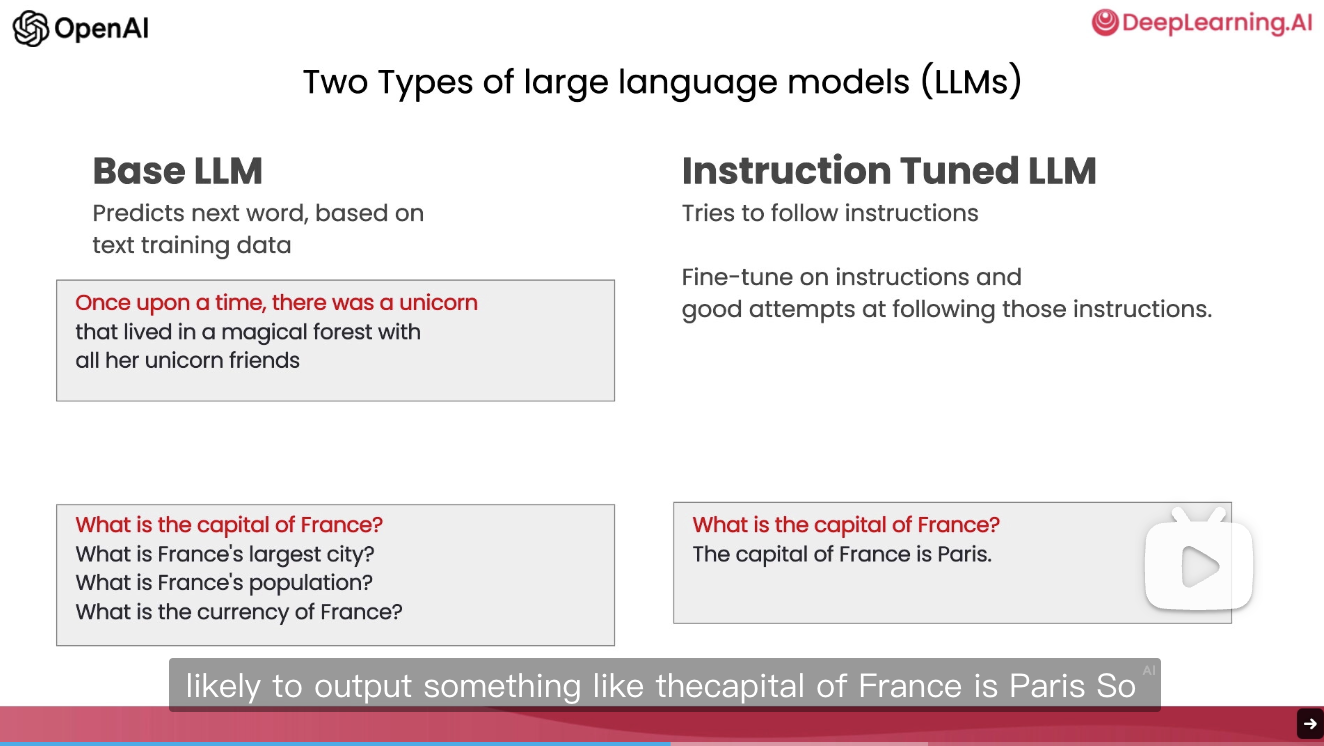 OpenAI
DeepLearning.AI
Two Types of large language models (LLMs)
Base LLM
Predicts next word, based on
text training data
Once upon a time, there was a unicorn
that lived in a magical forest with
all her unicorn friends
What is the capital of France?
What is France's largest city?
What is France's population?
What is the currency of France?
Instruction Tuned LLM
Tries to follow instructions
Fine-tune on instructions and
good attempts at following those instructions.
What is the capital of France?
The capital of France is Paris.
likely to output something like thecapital of France is Paris So
AI